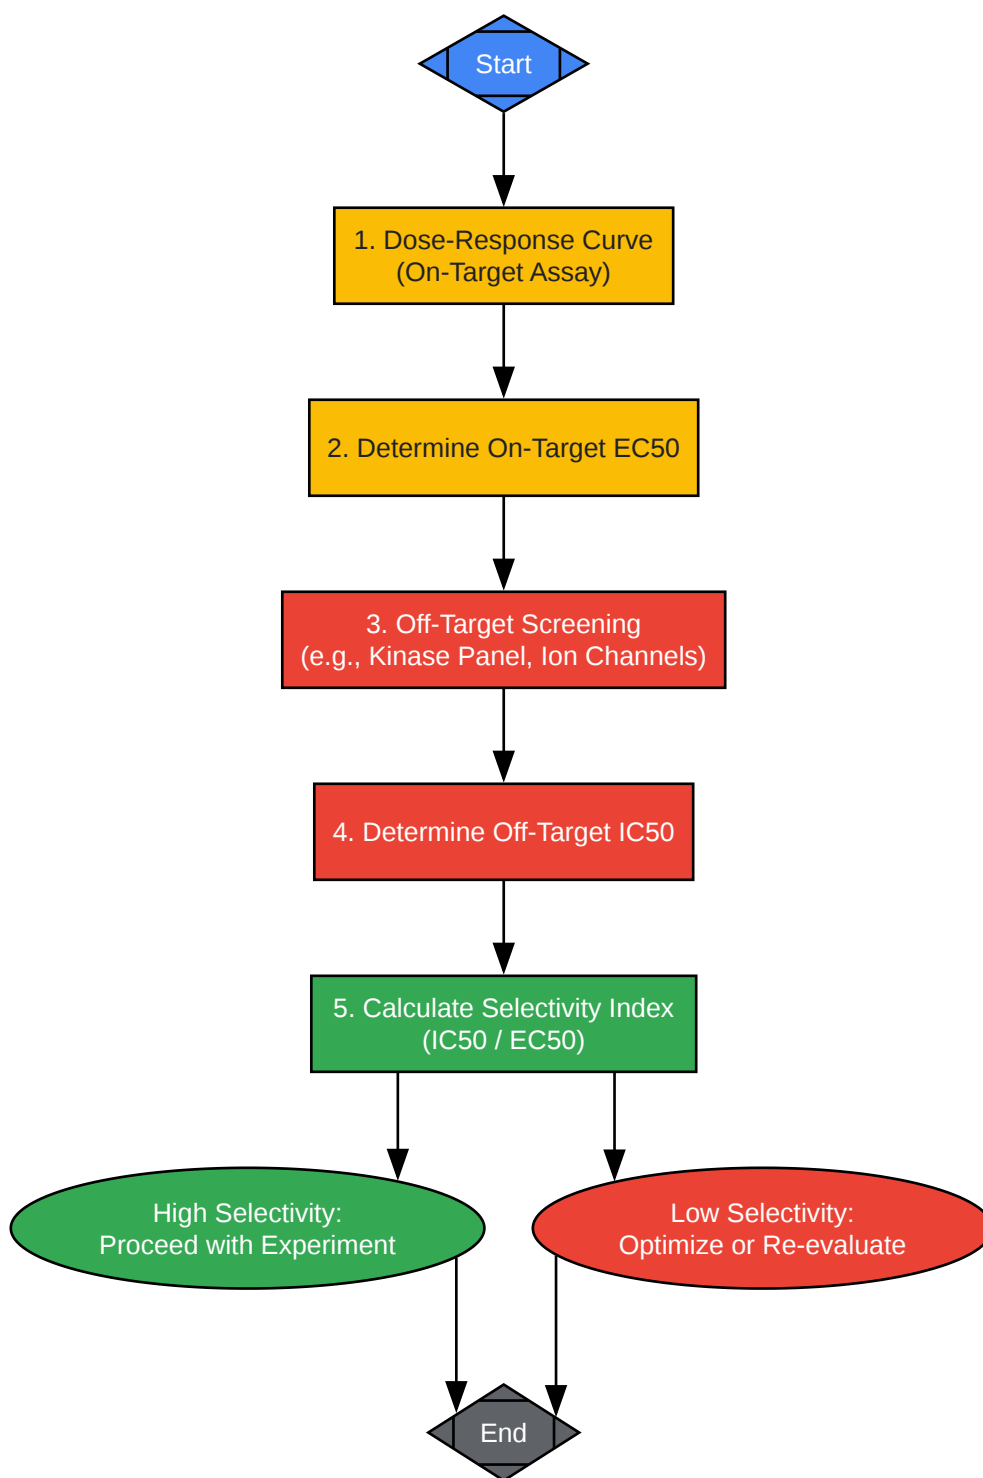 Start
1. Dose-Response Curve
(On-Target Assay)
2. Determine On-Target EC50
3. Off-Target Screening
(e.g., Kinase Panel, Ion Channels)
4. Determine Off-Target IC50
5. Calculate Selectivity Index
(IC50 / EC50)
High Selectivity:
Proceed with Experiment
Low Selectivity:
Optimize or Re-evaluate
End